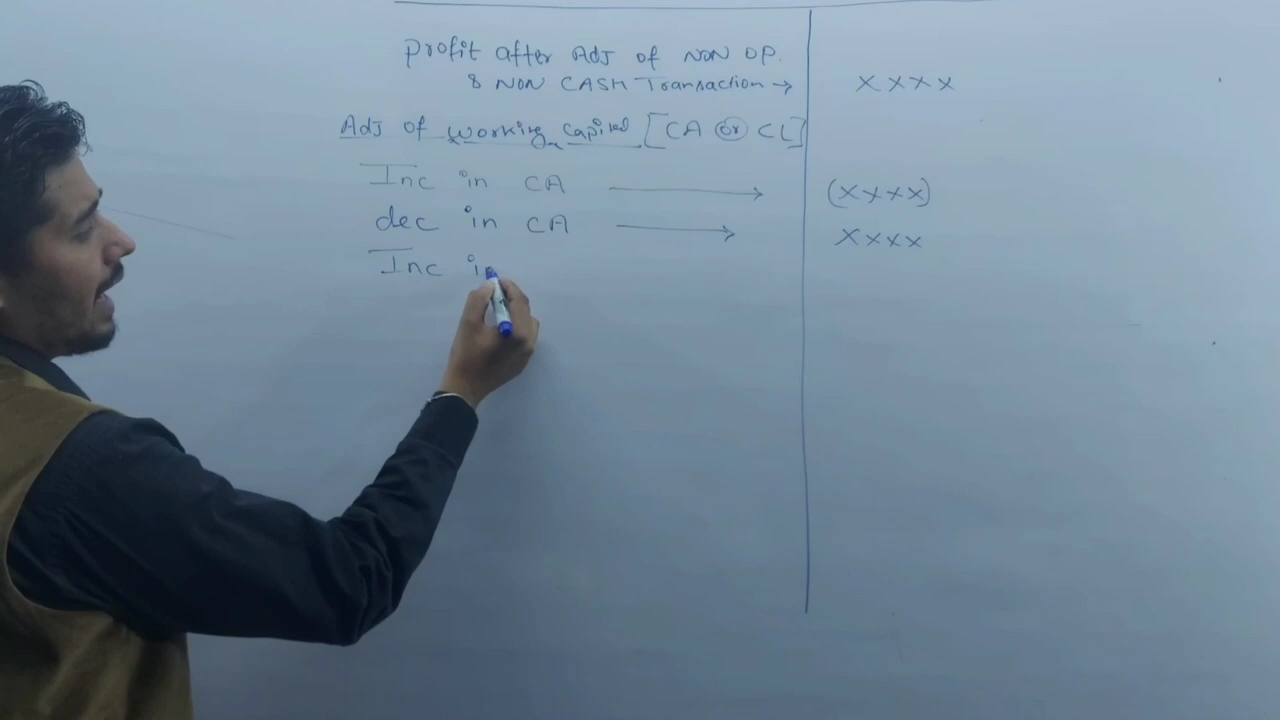 Profit after Adj of NON OP.
& NON CASH Transaction → XXXX
Adj of working capital [CA or CL]
Inc in CA → (XXXX)
dec in CA → XXXX
Inc in